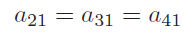 a₂₁ = a₃₁ = a₄₁